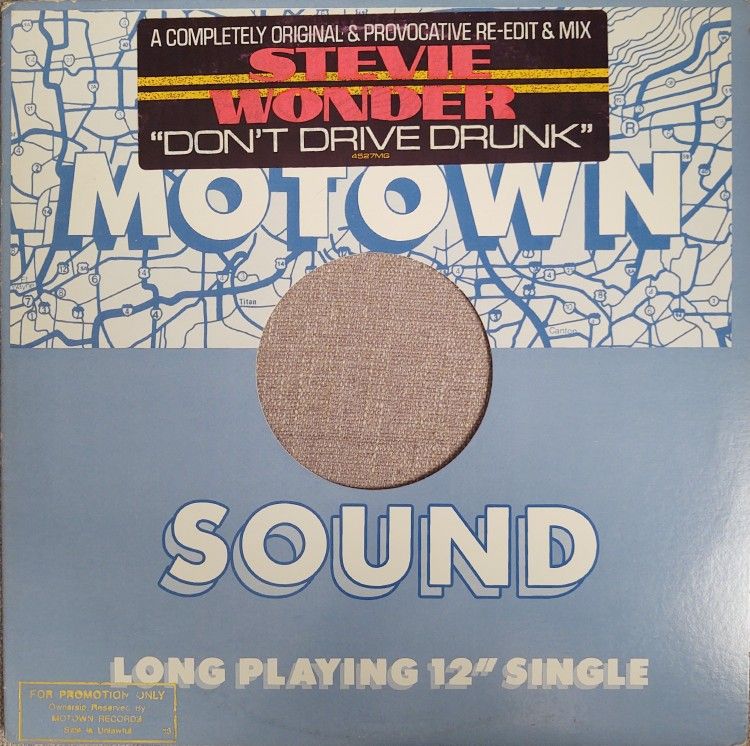 A COMPLETELY ORIGINAL & PROVOCATIVE RE-EDIT & MIX
STEVIE
WONDER
"DON'T DRIVE DRUNK"
4527MG
MOTOWN
Titan
Canton
SOUND
LONG PLAYING 12" SINGLE
FOR PROMOTION ONLY
Ownership Reserved By
MOTOWN RECORDS
Sale is Unlawful